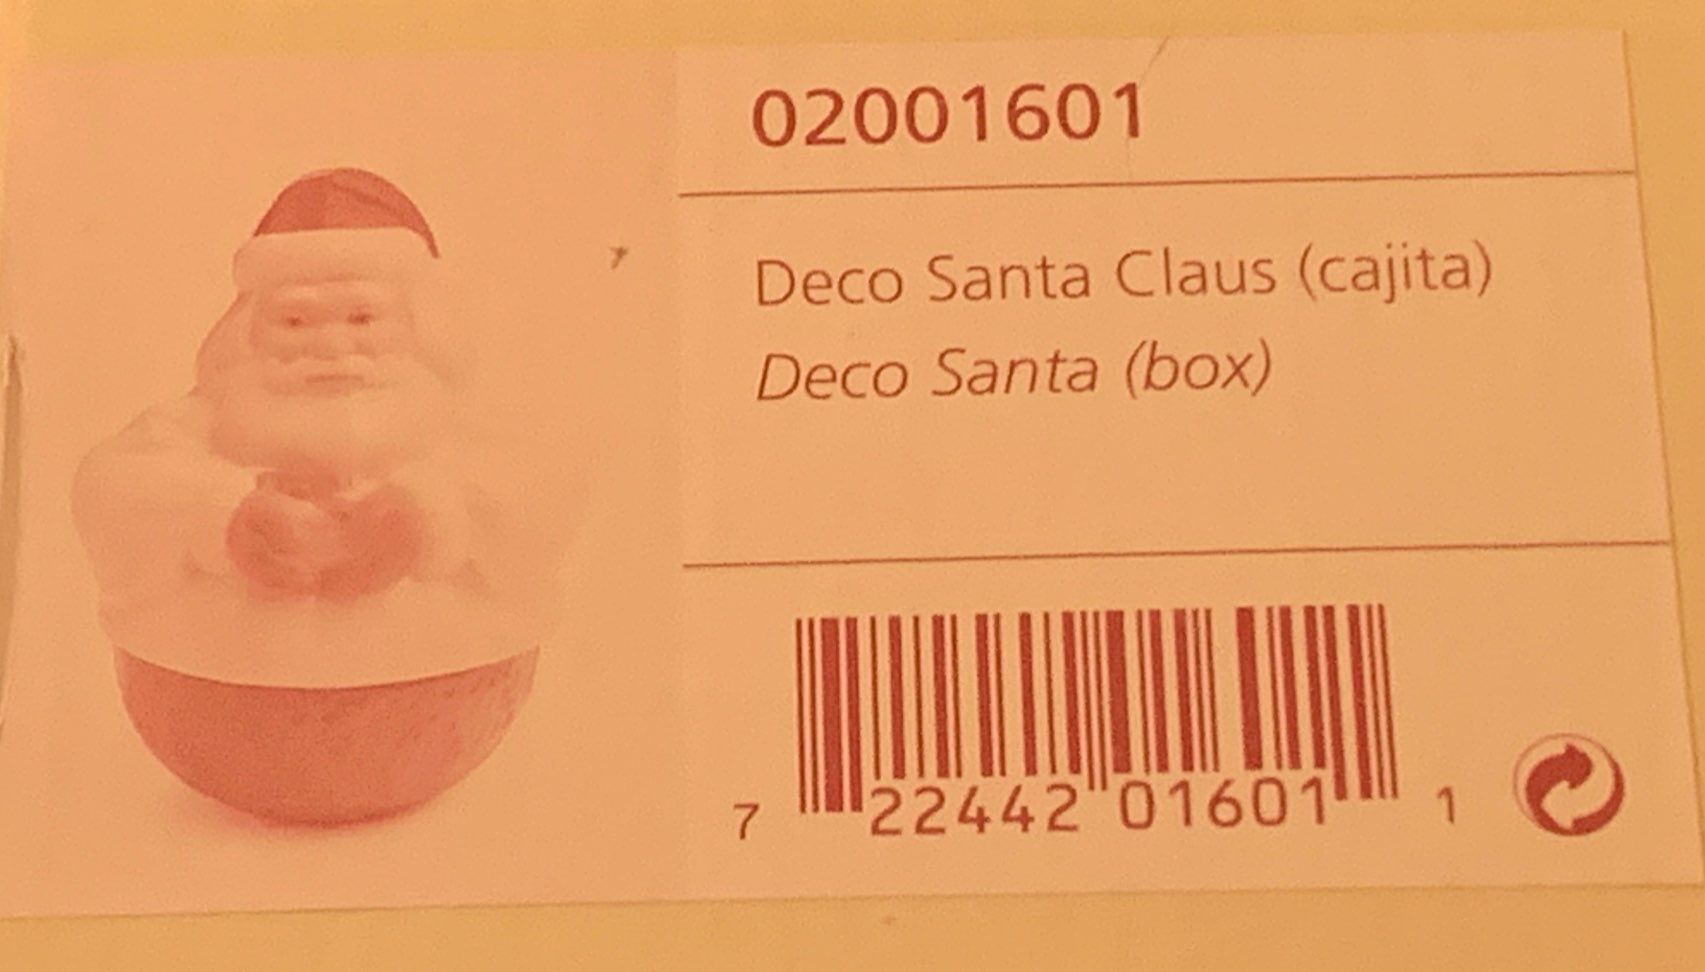 02001601
Deco Santa Claus (cajita)
Deco Santa (box)
7 22442 01601 1